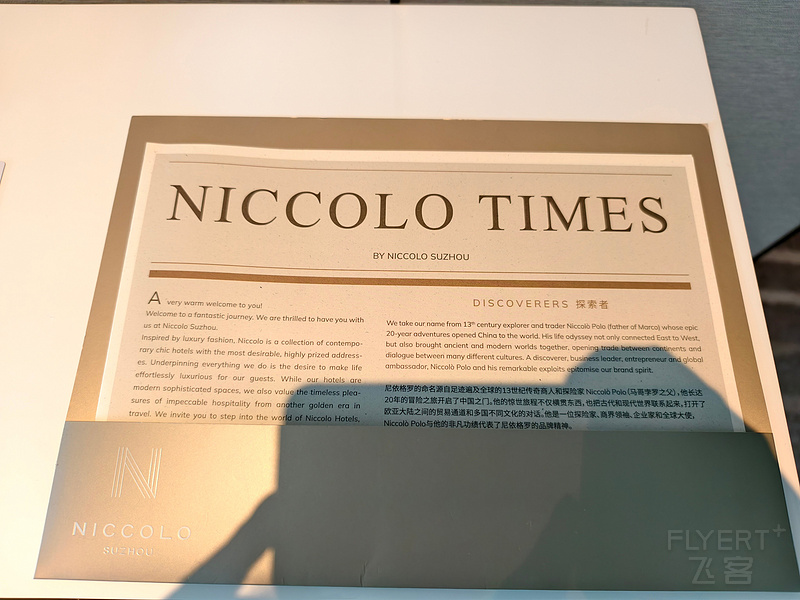 NICCOLO TIMES
BY NICCOLO SUZHOU
A very warm welcome to you!
Welcome to a fantastic journey. We are thrilled to have you with
us at Niccolo Suzhou.
Inspired by luxury fashion, Niccolo is a collection of contempo-
rary chic hotels with the most desirable, highly prized address-
es. Underpinning everything we do is the desire to make life
effortlessly luxurious for our guests. While our hotels are
modern sophisticated spaces, we also value the timeless plea-
sures of impeccable hospitality from another golden era in
travel. We invite you to step into the world of Niccolo Hotels,
DISCOVERERS 探索者
We take our name from 13th century explorer and trader Niccolò Polo (father of Marco) whose epic
20-year adventures opened China to the world. His life odyssey not only connected East to West,
but also brought ancient and modern worlds together, opening trade between continents and
dialogue between many different cultures. A discoverer, business leader, entrepreneur and global
ambassador, Niccolò Polo and his remarkable exploits epitomise our brand spirit.
尼依格罗的命名源自足迹遍及全球的13世纪传奇商人和探险家 Niccolò Polo (马哥孛罗之父)。他长达
20年的冒险之旅开启了中国之门。他的惊世旅程不仅横贯东西，也把古代和现代世界联系起来，打开了
欧亚大陆之间的贸易通道和多国不同文化的对话。他是一位探险家、商界领袖、企业家和全球大使。
Niccolò Polo与他的非凡功绩代表了尼依格罗的品牌精神。
N
NICCOLO
SUZHOU
FLYERT+
飞客